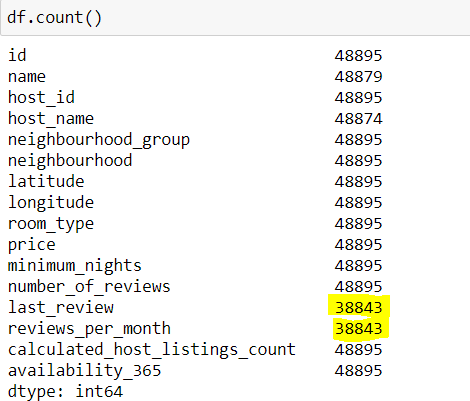 df.count()
id 48895
name 48879
host_id 48895
host_name 48874
neighbourhood_group 48895
neighbourhood 48895
latitude 48895
longitude 48895
room_type 48895
price 48895
minimum_nights 48895
number_of_reviews 48895
last_review 38843
reviews_per_month 38843
calculated_host_listings_count 48895
availability_365 48895
dtype: int64